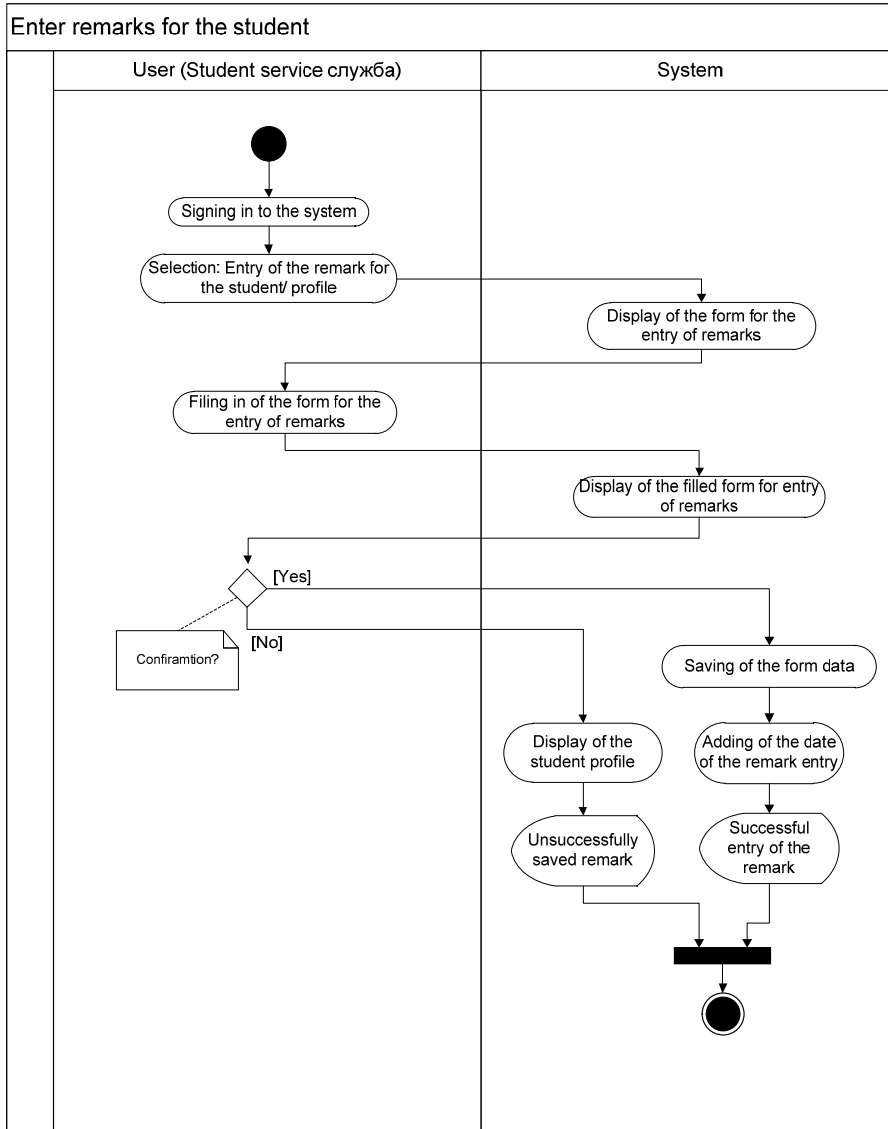 Enter remarks for the student
User (Student service служба)
System
Signing in to the system
Selection: Entry of the remark for
the student/ profile
Display of the form for the
entry of remarks
Filing in of the form for the
entry of remarks
Display of the filled form for entry
of remarks
[Yes]
[No]
Confiramtion?
Saving of the form data
Display of the
student profile
Adding of the date
of the remark entry
Unsuccessfully
saved remark
Successful
entry of the
remark